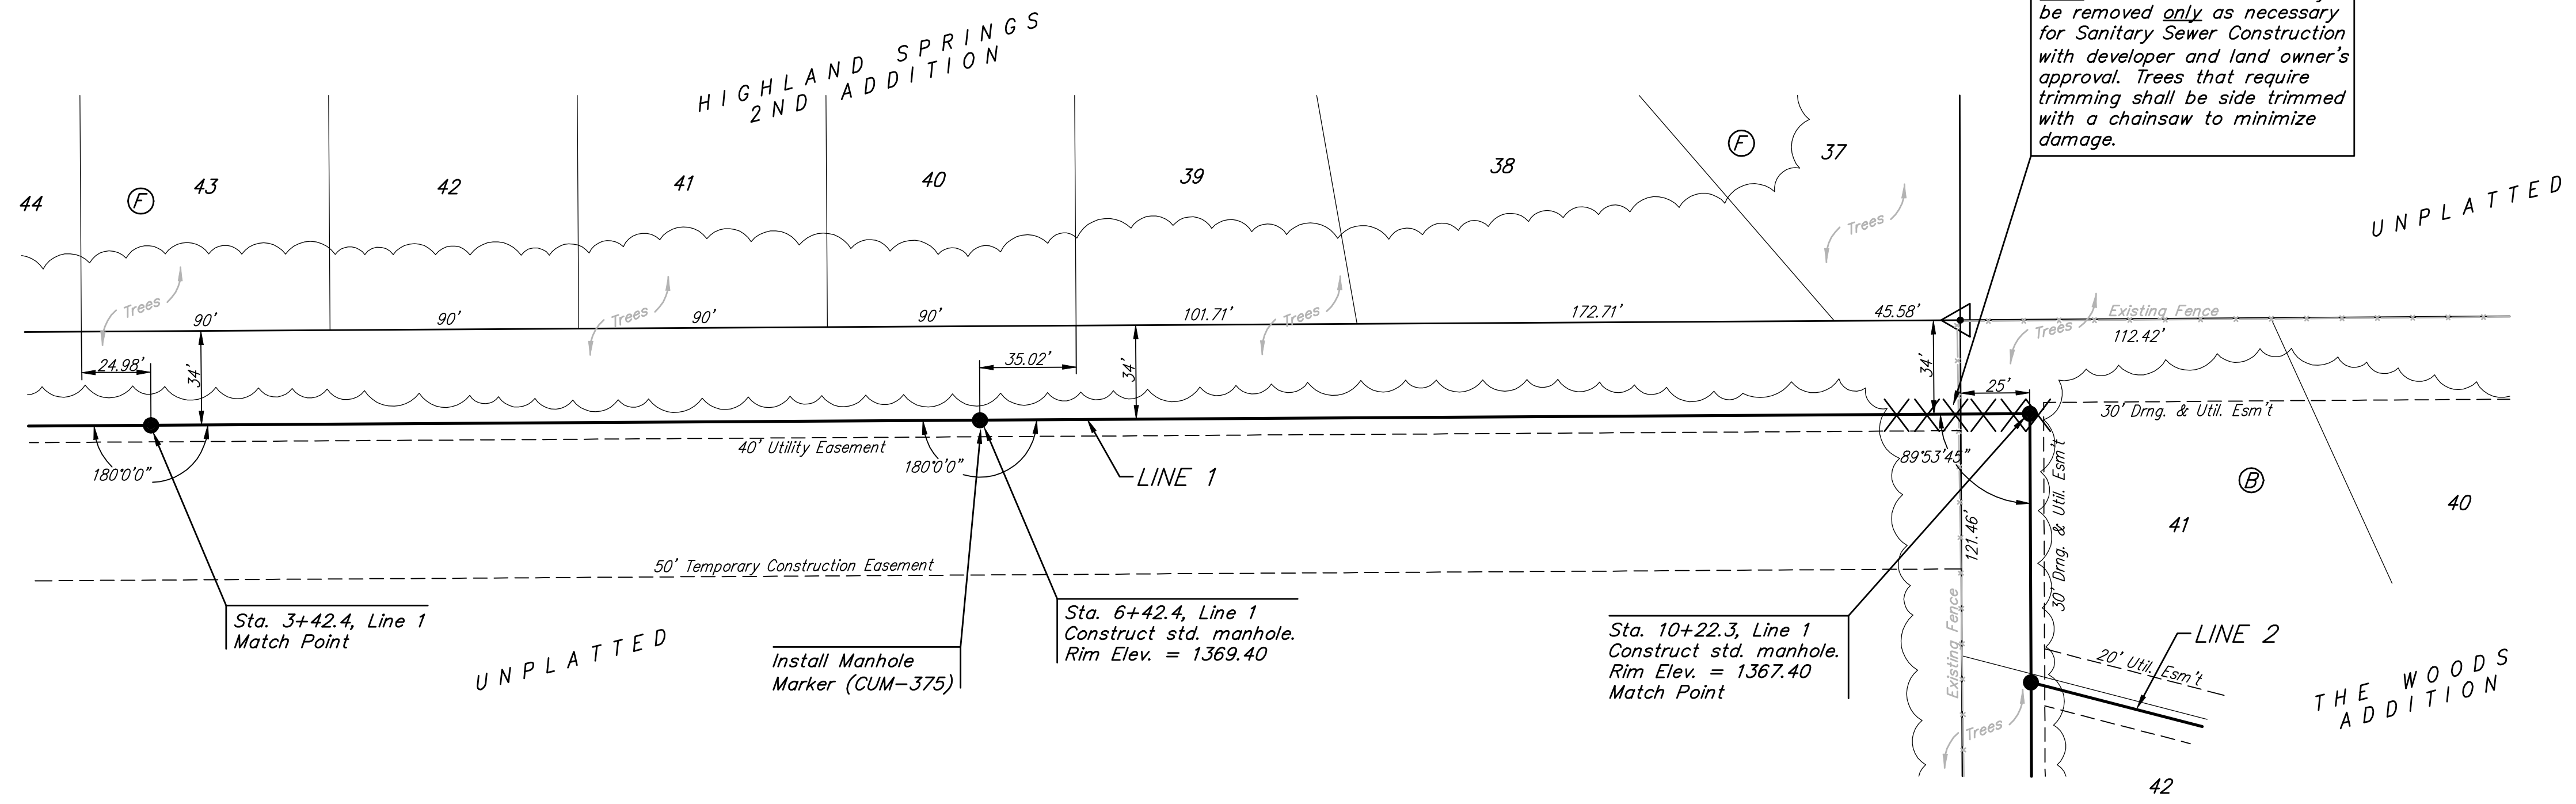 be removed only as necessary
for Sanitary Sewer Construction
with developer and land owner's
approval. Trees that require
trimming shall be side trimmed
with a chainsaw to minimize
damage.
HIGHLAND SPRINGS
2ND ADDITION
UNPLATTED
44
F
43
42
41
40
39
38
F
37
Trees
Trees
Trees
Trees
Trees
Existing Fence
90'
90'
90'
90'
101.71'
172.71'
45.58'
112.42'
24.98'
34'
35.02'
34'
34'
25'
30' Drng. & Util. Esm't
40' Utility Easement
180°0'0"
180°0'0"
LINE 1
89°53'45"
30' Drng. & Util. Esm't
B
41
40
121.46'
50' Temporary Construction Easement
Existing Fence
Sta. 3+42.4, Line 1
Match Point
UNPLATTED
Install Manhole
Marker (CUM-375)
Sta. 6+42.4, Line 1
Construct std. manhole.
Rim Elev. = 1369.40
Sta. 10+22.3, Line 1
Construct std. manhole.
Rim Elev. = 1367.40
Match Point
LINE 2
20' Util. Esm't
Trees
THE WOODS
ADDITION
42